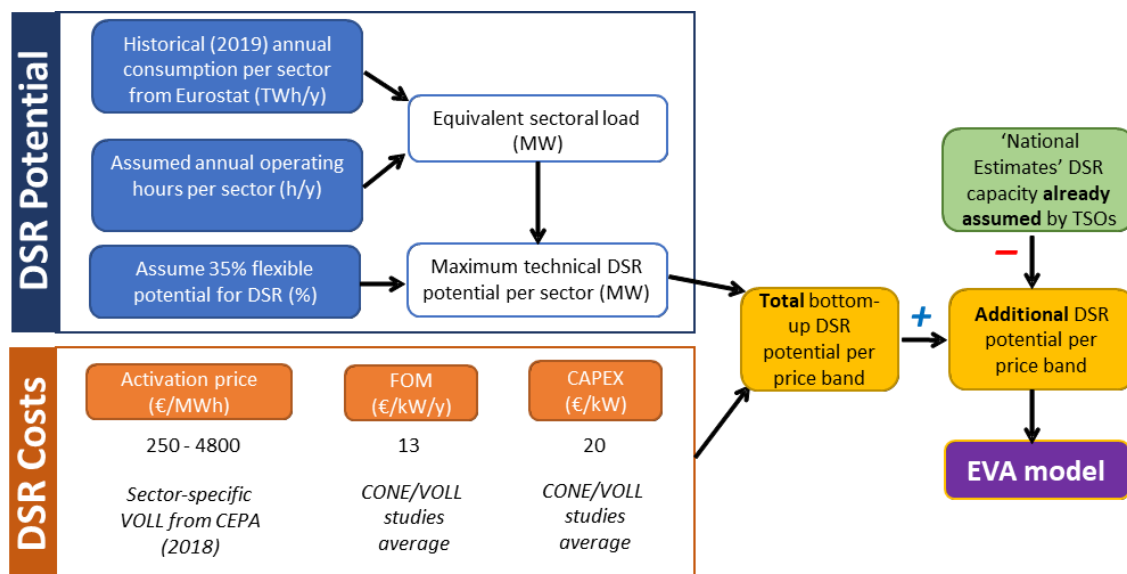 DSR Potential
Historical (2019) annual
consumption per sector
from Eurostat (TWh/y)
Assumed annual operating
hours per sector (h/y)
Assume 35% flexible
potential for DSR (%)
Equivalent sectoral load
(MW)
Maximum technical DSR
potential per sector (MW)
DSR Costs
Activation price
(€/MWh)
250 - 4800
Sector-specific
VOLL from CEPA
(2018)
FOM
(€/kW/y)
13
CONE/VOLL
studies
average
CAPEX
(€/kW)
20
CONE/VOLL
studies
average
Total bottom-
up DSR
potential per
price band
+
'National
Estimates' DSR
capacity already
assumed by TSOs
−
Additional DSR
potential per
price band
EVA model